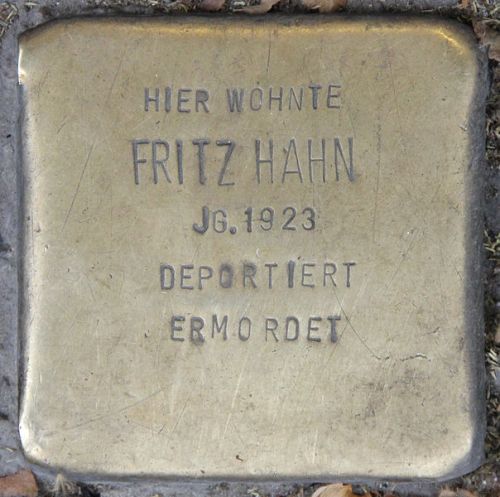 HIER WOHNTE
FRITZ HAHN
JG. 1923
DEPORTIERT
ERMORDET